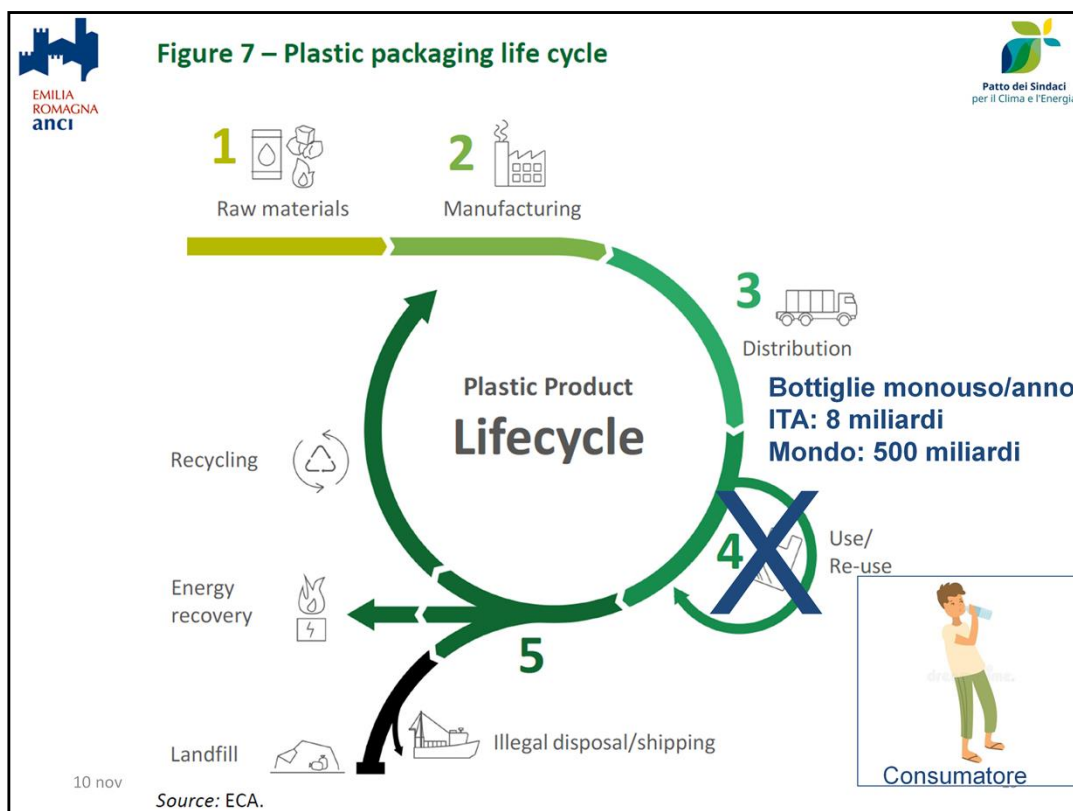 Figure 7 – Plastic packaging life cycle
EMILIA
ROMAGNA
anci
Patto dei Sindaci
per il Clima e l'Energia
1
Raw materials
2
Manufacturing
3
Distribution
Bottiglie monouso/anno
ITA: 8 miliardi
Mondo: 500 miliardi
Plastic Product
Lifecycle
Recycling
4
Use/
Re-use
Energy
recovery
5
Landfill
Illegal disposal/shipping
Consumatore
10 nov
Source: ECA.